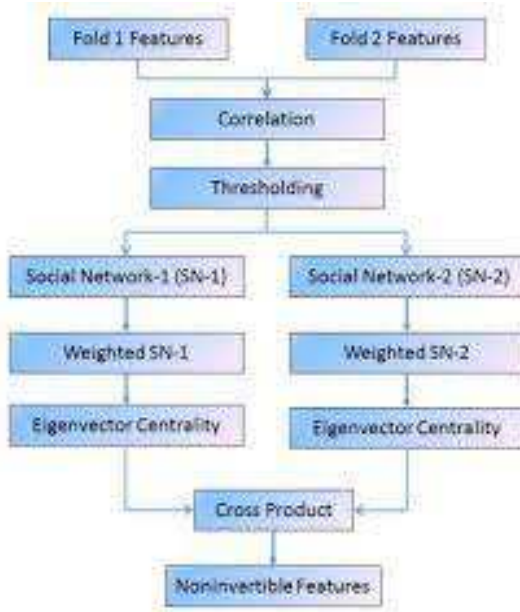 Fold 1 Features
Fold 2 Features
Correlation
Thresholding
Social Network-1 (SN-1)
Social Network-2 (SN-2)
Weighted SN-1
Weighted SN-2
Eigenvector Centrality
Eigenvector Centrality
Cross Product
Noninvertible Features